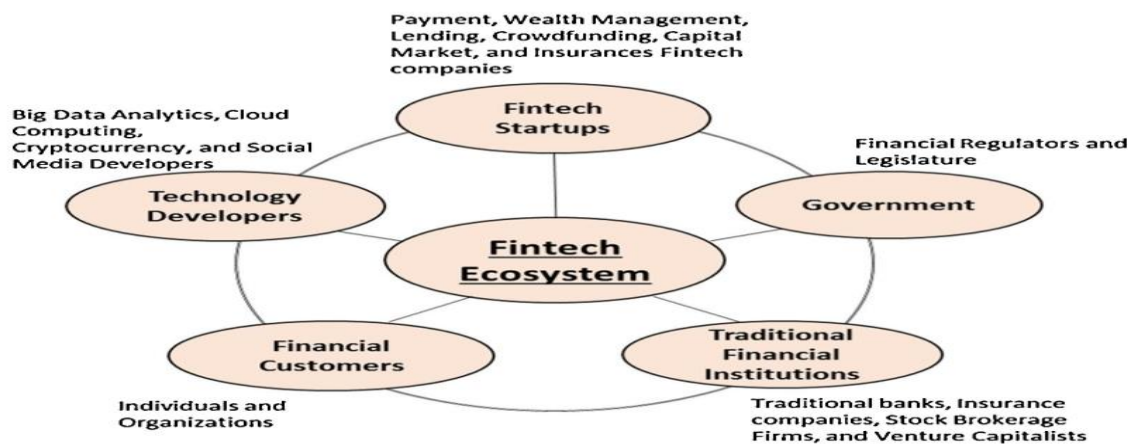 Payment, Wealth Management,
Lending, Crowdfunding, Capital
Market, and Insurances Fintech
companies
Fintech
Startups
Big Data Analytics, Cloud
Computing,
Cryptocurrency, and Social
Media Developers
Technology
Developers
Financial Regulators and
Legislature
Government
Fintech
Ecosystem
Financial
Customers
Individuals and
Organizations
Traditional
Financial
Institutions
Traditional banks, Insurance
companies, Stock Brokerage
Firms, and Venture Capitalists